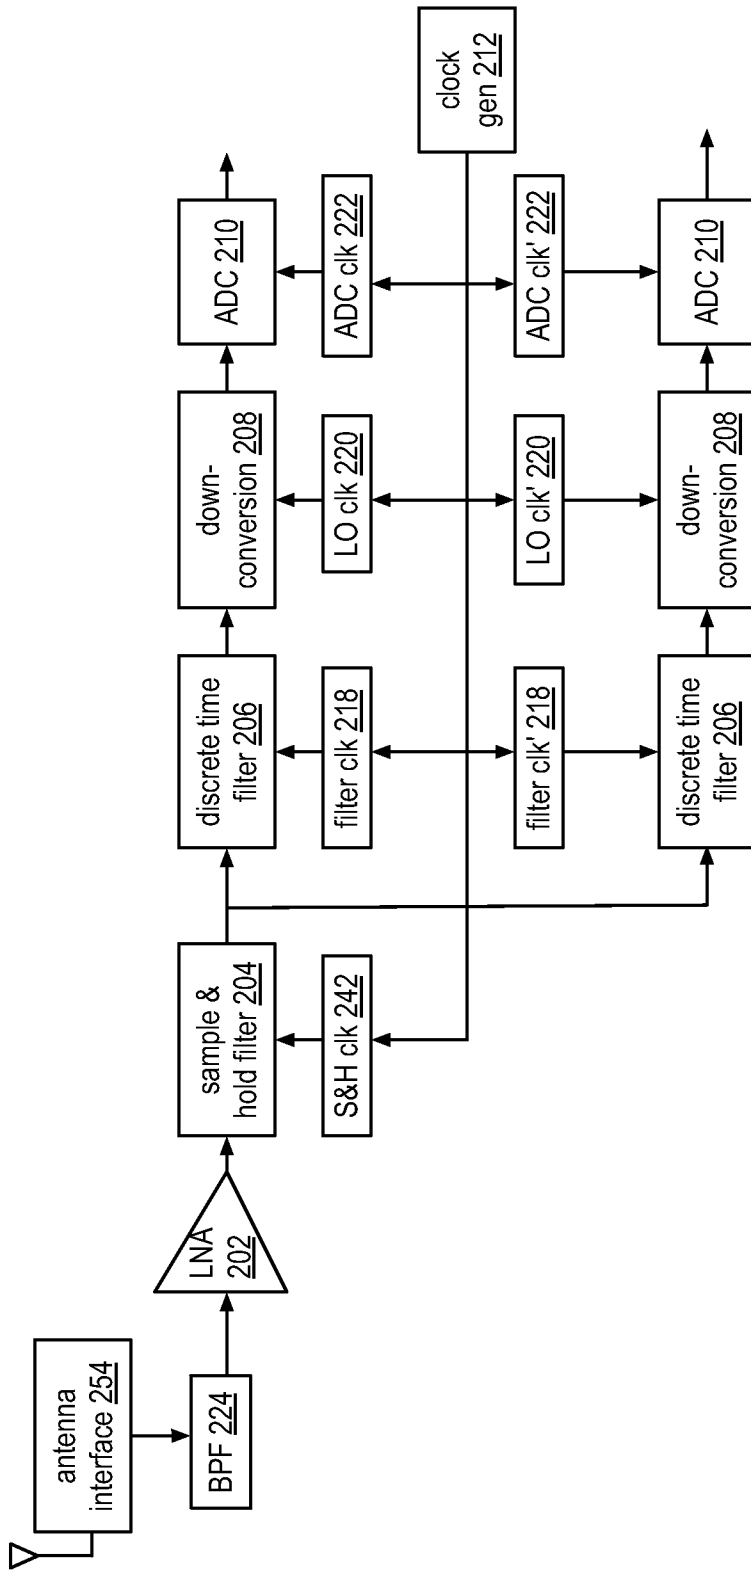 antenna
interface 254
BPF 224
LNA
202
sample &
hold filter 204
S&H clk 242
discrete time
filter 206
down-
conversion 208
ADC 210
filter clk 218
LO clk 220
ADC clk 222
clock
gen 212
filter clk' 218
LO clk' 220
ADC clk' 222
discrete time
filter 206
down-
conversion 208
ADC 210